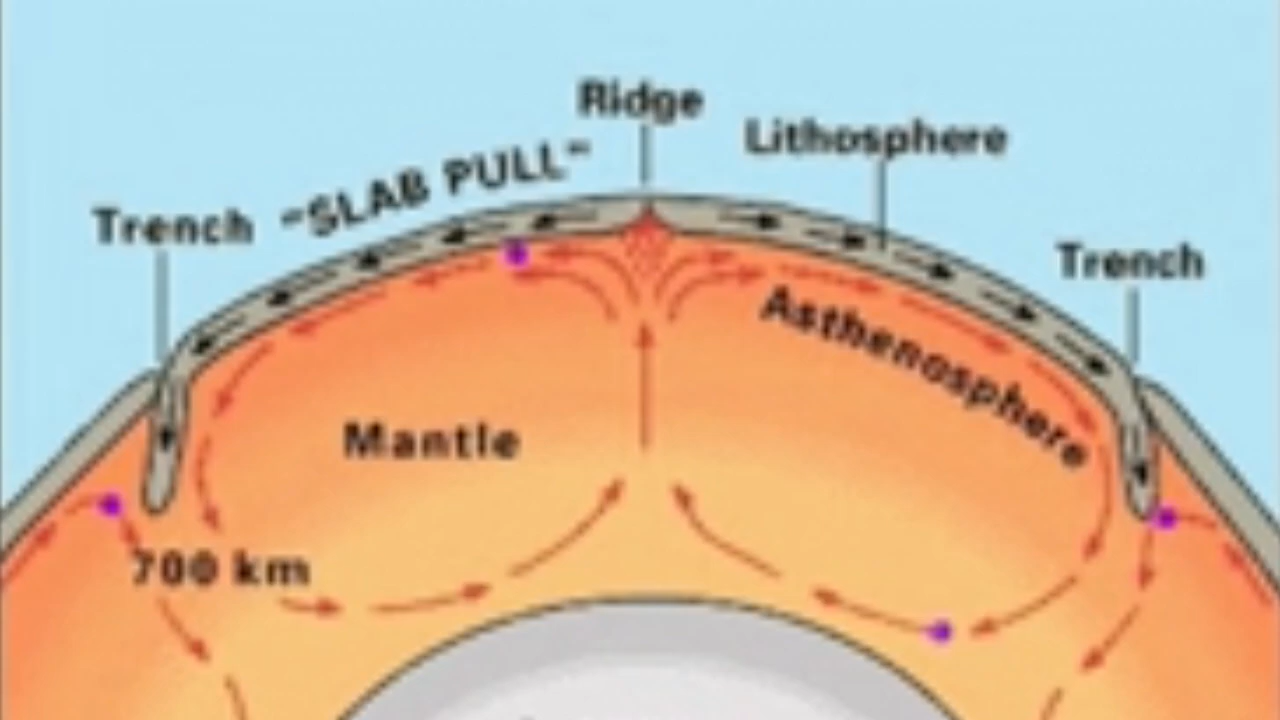 Ridge
Lithosphere
"SLAB PULL"
Trench
Trench
Asthenosphere
Mantle
700 km